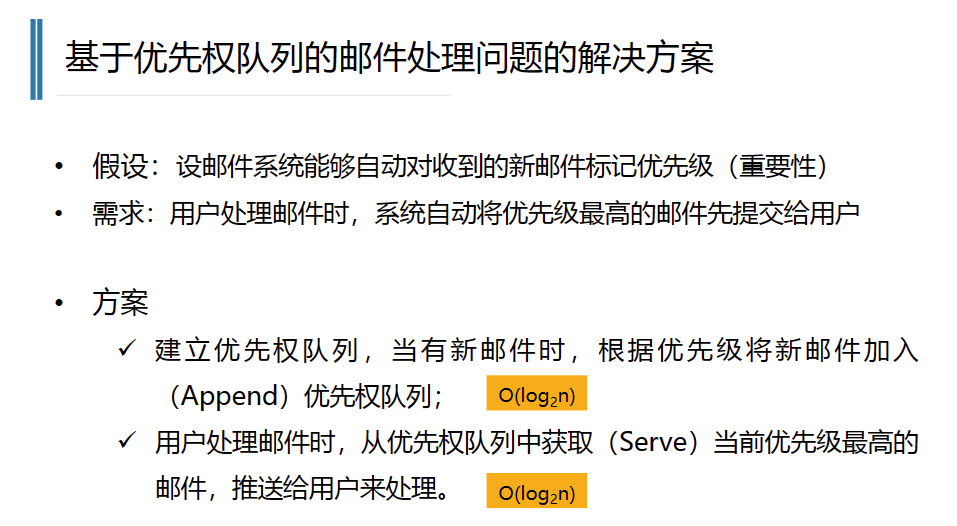 基于优先权队列的邮件处理问题的解决方案
• 假设：设邮件系统能够自动对收到的新邮件标记优先级（重要性）
• 需求：用户处理邮件时，系统自动将优先级最高的邮件先提交给用户
• 方案
✓ 建立优先权队列，当有新邮件时，根据优先级将新邮件加入
（Append）优先权队列； O(log₂n)
✓ 用户处理邮件时，从优先权队列中获取（Serve）当前优先级最高的
邮件，推送给用户来处理。 O(log₂n)